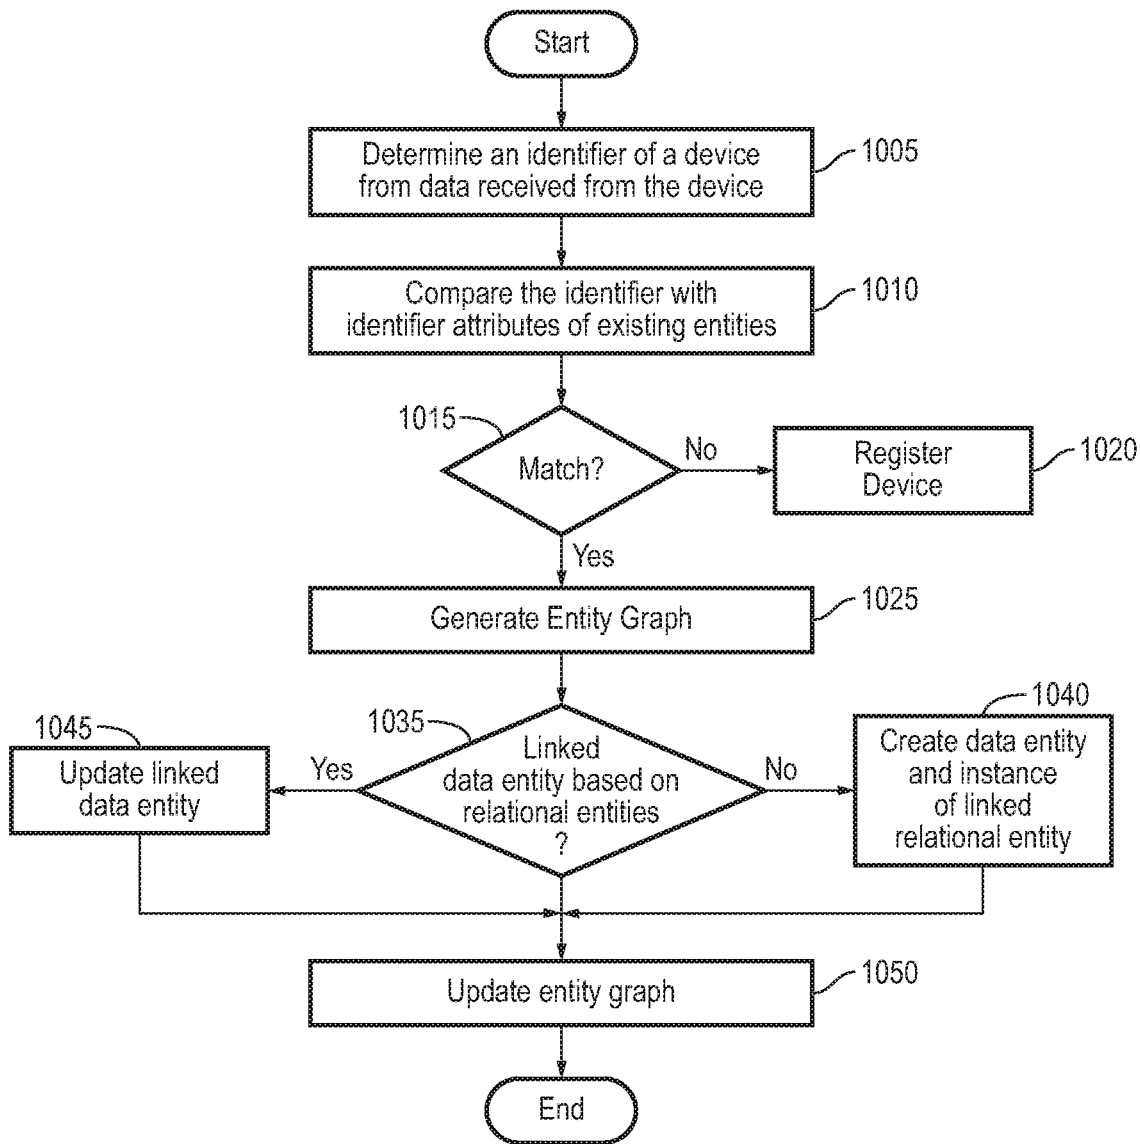 Start
Determine an identifier of a device
from data received from the device
1005
Compare the identifier with
identifier attributes of existing entities
1010
1015
Match?
No
Register
Device
1020
Yes
Generate Entity Graph
1025
1045
Update linked
data entity
Yes
1035
Linked
data entity based on
relational entities
?
No
1040
Create data entity
and instance
of linked
relational entity
Update entity graph
1050
End